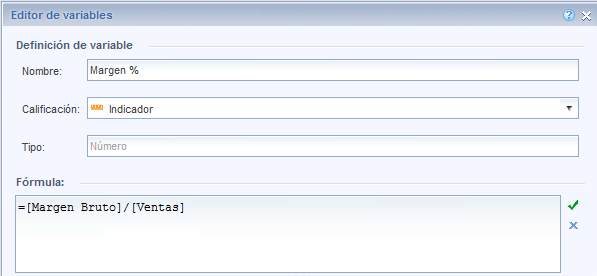 Editor de variables
Definición de variable
Nombre: Margen %
Calificación: Indicador
Tipo: Número
Fórmula:
=[Margen Bruto]/[Ventas]